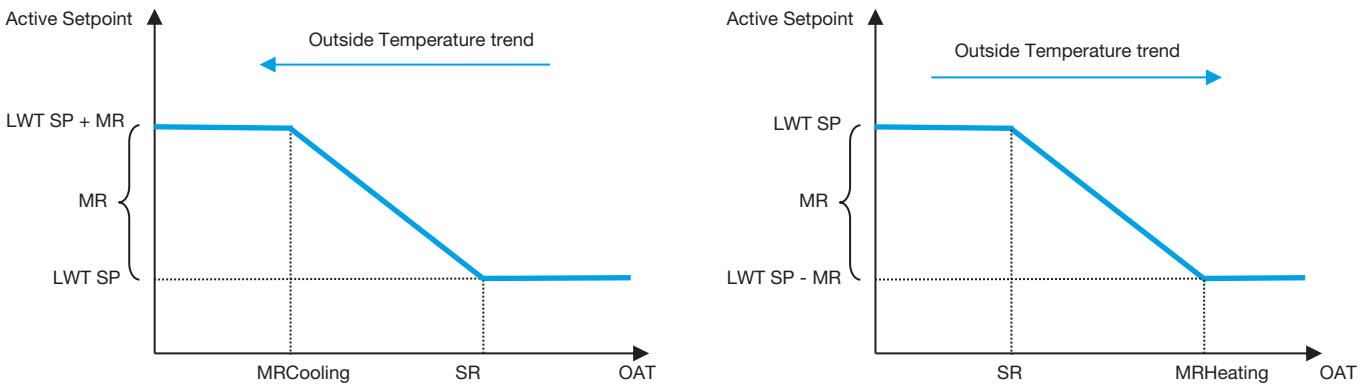 Active Setpoint
Outside Temperature trend
LWT SP + MR
MR
LWT SP
MRCooling
SR
OAT
Active Setpoint
Outside Temperature trend
LWT SP
MR
LWT SP - MR
SR
MRHeating
OAT